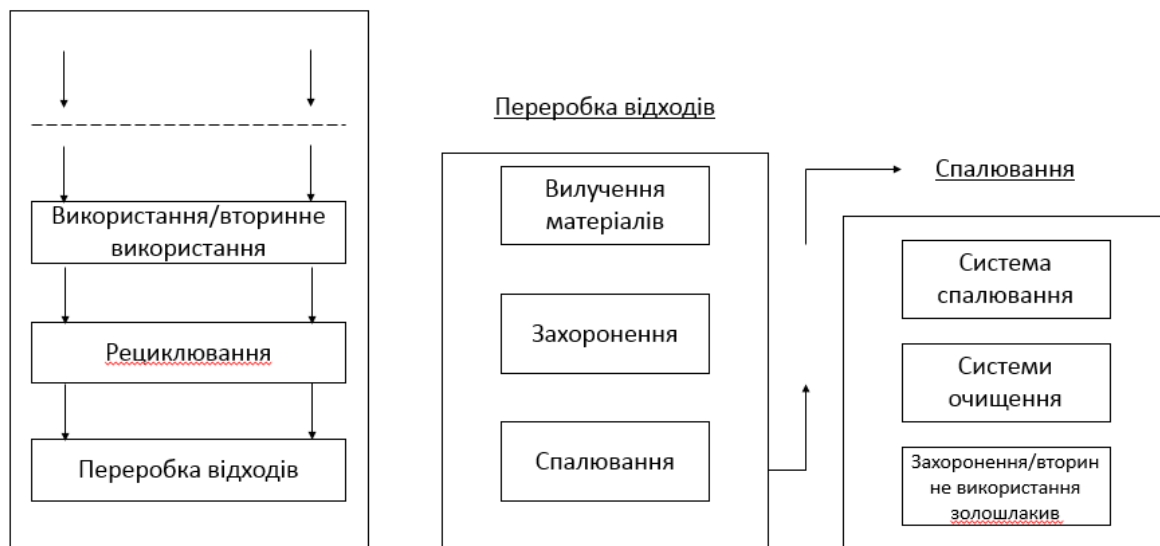 Використання/вторинне
використання
Рециклювання
Переробка відходів
Переробка відходів
Вилучення
матеріалів
Захоронення
Спалювання
Спалювання
Система
спалювання
Системи
очищення
Захоронення/вторин
не використання
золошлакив